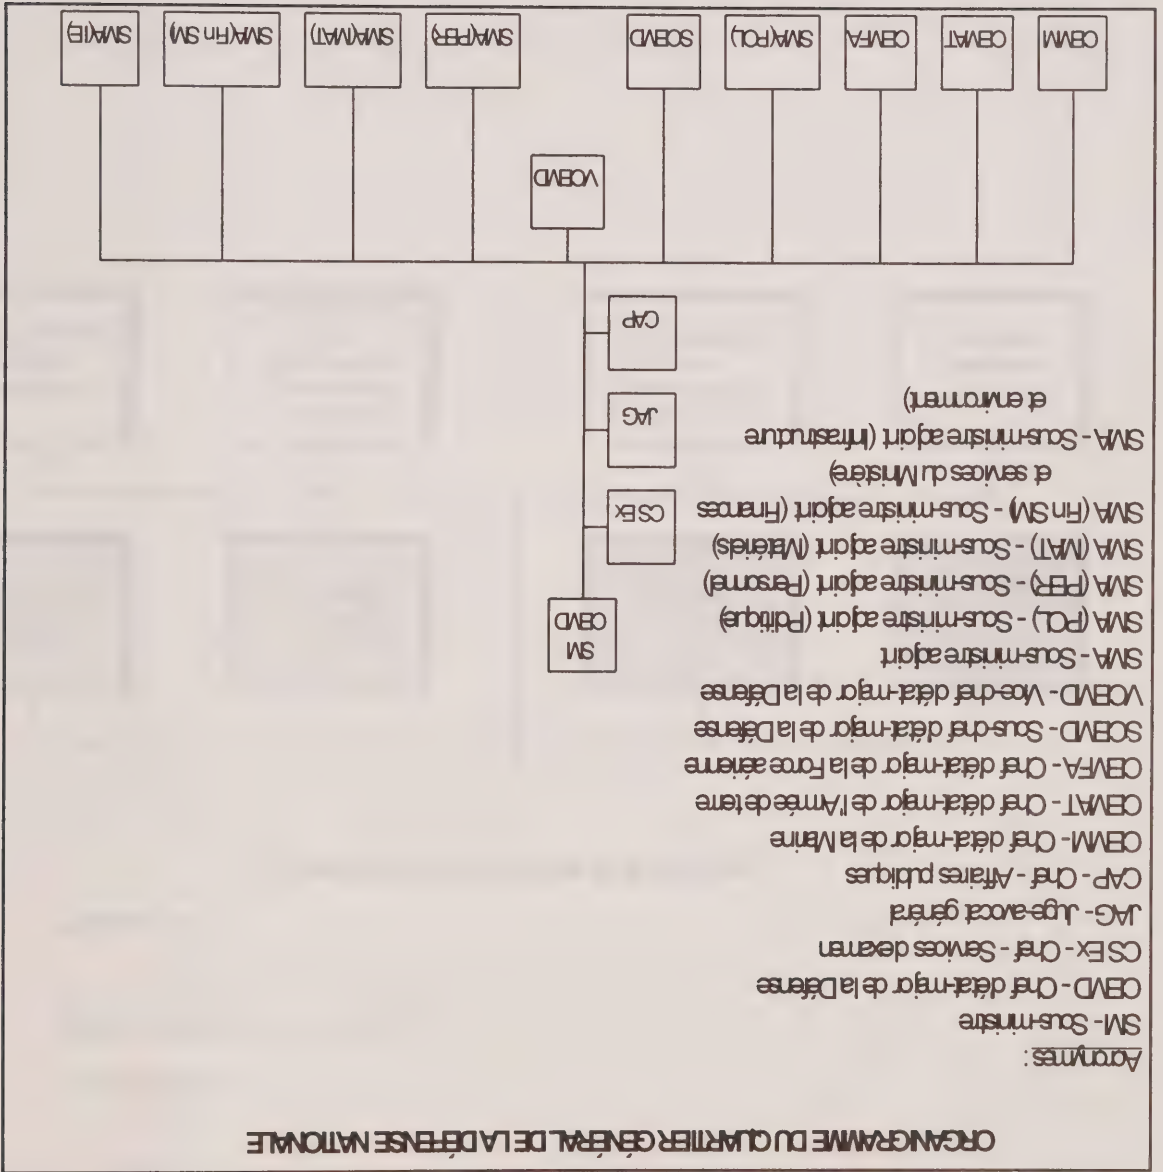 ORGANIGRAMME DU QUARTIER GÉNÉRAL DE LA DÉFENSE NATIONALE
Acronymes :
SM - Sous-ministre
CEMD - Chef d'état-major de la Défense
CS Ex - Chef - Services d'examen
JAG - Juge-avocat général
CAP - Chef - Affaires publiques
CEMM - Chef d'état-major de la Marine
CEMAT - Chef d'état-major de l'Armée de terre
CEMFA - Chef d'état-major de la Force aérienne
SCEMD - Sous-chef d'état-major de la Défense
VCEMD - Vice-chef d'état-major de la Défense
SMA - Sous-ministre adjoint
SMA (POL) - Sous-ministre adjoint (Politique)
SMA (PER) - Sous-ministre adjoint (Personnel)
SMA (MAT) - Sous-ministre adjoint (Matériels)
SMA (Fin SM) - Sous-ministre adjoint (Finances
et services du Ministère)
SMA - Sous-ministre adjoint (Infrastructure
et environment)
SM
CEMD
CS Ex
JAG
CAP
VCEMD
CEMM
CEMAT
CEMFA
SMA(POL)
SCEMD
SMA(PER)
SMA(MAT)
SMA(Fin SM)
SMA(IE)